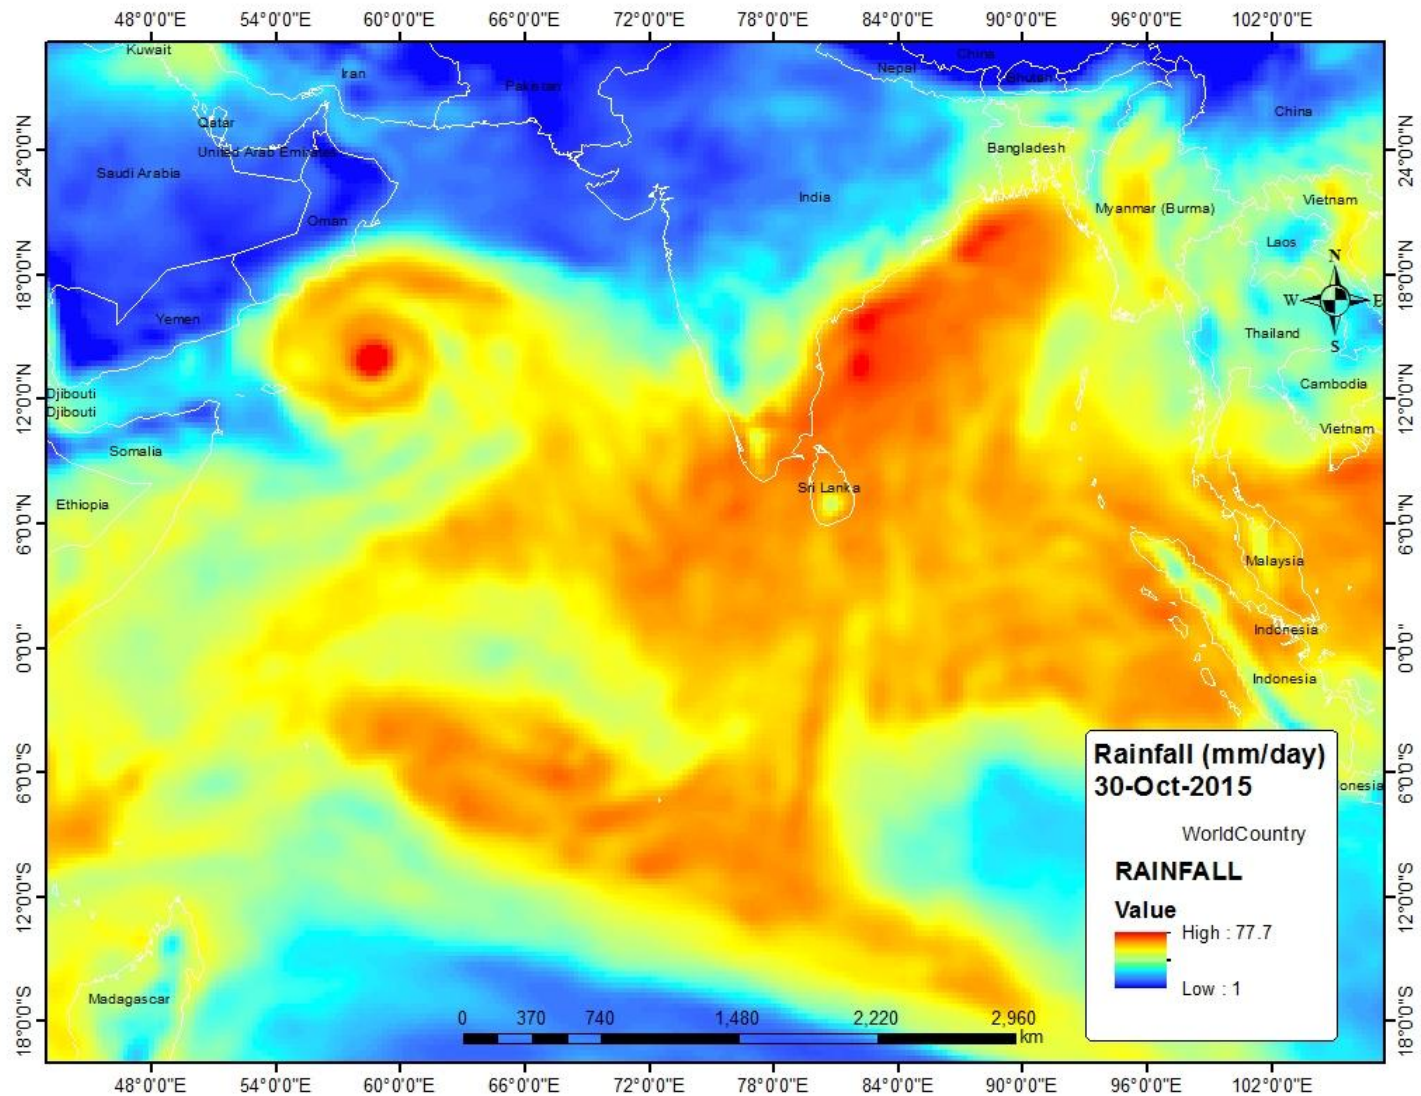 48°0'0"E 54°0'0"E 60°0'0"E 66°0'0"E 72°0'0"E 78°0'0"E 84°0'0"E 90°0'0"E 96°0'0"E 102°0'0"E
Kuwait
Iran
Pakistan
Nepal
China
Bhutan
China
Qatar
United Arab Emirates
Saudi Arabia
Oman
India
Bangladesh
Myanmar (Burma)
Vietnam
Laos
N
W
E
S
Yemen
Thailand
Djibouti
Djibouti
Cambodia
Vietnam
Somalia
Ethiopia
Sri Lanka
Malaysia
Indonesia
Indonesia
onesia
Madagascar
24°0'0"N
18°0'0"N
12°0'0"N
6°0'0"N
0°0'0"
6°0'0"S
12°0'0"S
18°0'0"S
24°0'0"N
18°0'0"N
12°0'0"N
6°0'0"N
0°0'0"
6°0'0"S
12°0'0"S
18°0'0"S
Rainfall (mm/day)
30-Oct-2015
WorldCountry
RAINFALL
Value
High : 77.7
Low : 1
0 370 740 1,480 2,220 2,960
km
48°0'0"E 54°0'0"E 60°0'0"E 66°0'0"E 72°0'0"E 78°0'0"E 84°0'0"E 90°0'0"E 96°0'0"E 102°0'0"E